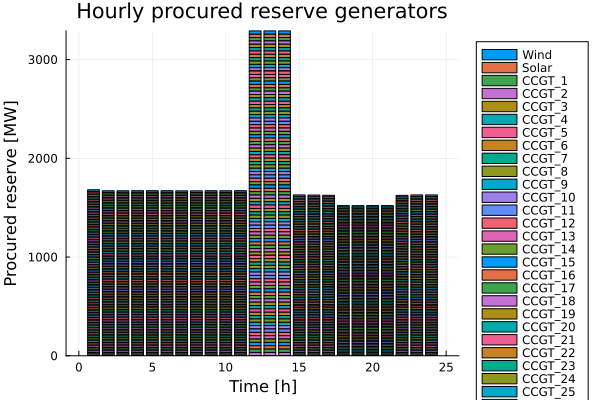 Hourly procured reserve generators
Procured reserve [MW]
3000
2000
1000
0
0 5 10 15 20 25
Time [h]
Wind
Solar
CCGT_1
CCGT_2
CCGT_3
CCGT_4
CCGT_5
CCGT_6
CCGT_7
CCGT_8
CCGT_9
CCGT_10
CCGT_11
CCGT_12
CCGT_13
CCGT_14
CCGT_15
CCGT_16
CCGT_17
CCGT_18
CCGT_19
CCGT_20
CCGT_21
CCGT_22
CCGT_23
CCGT_24
CCGT_25